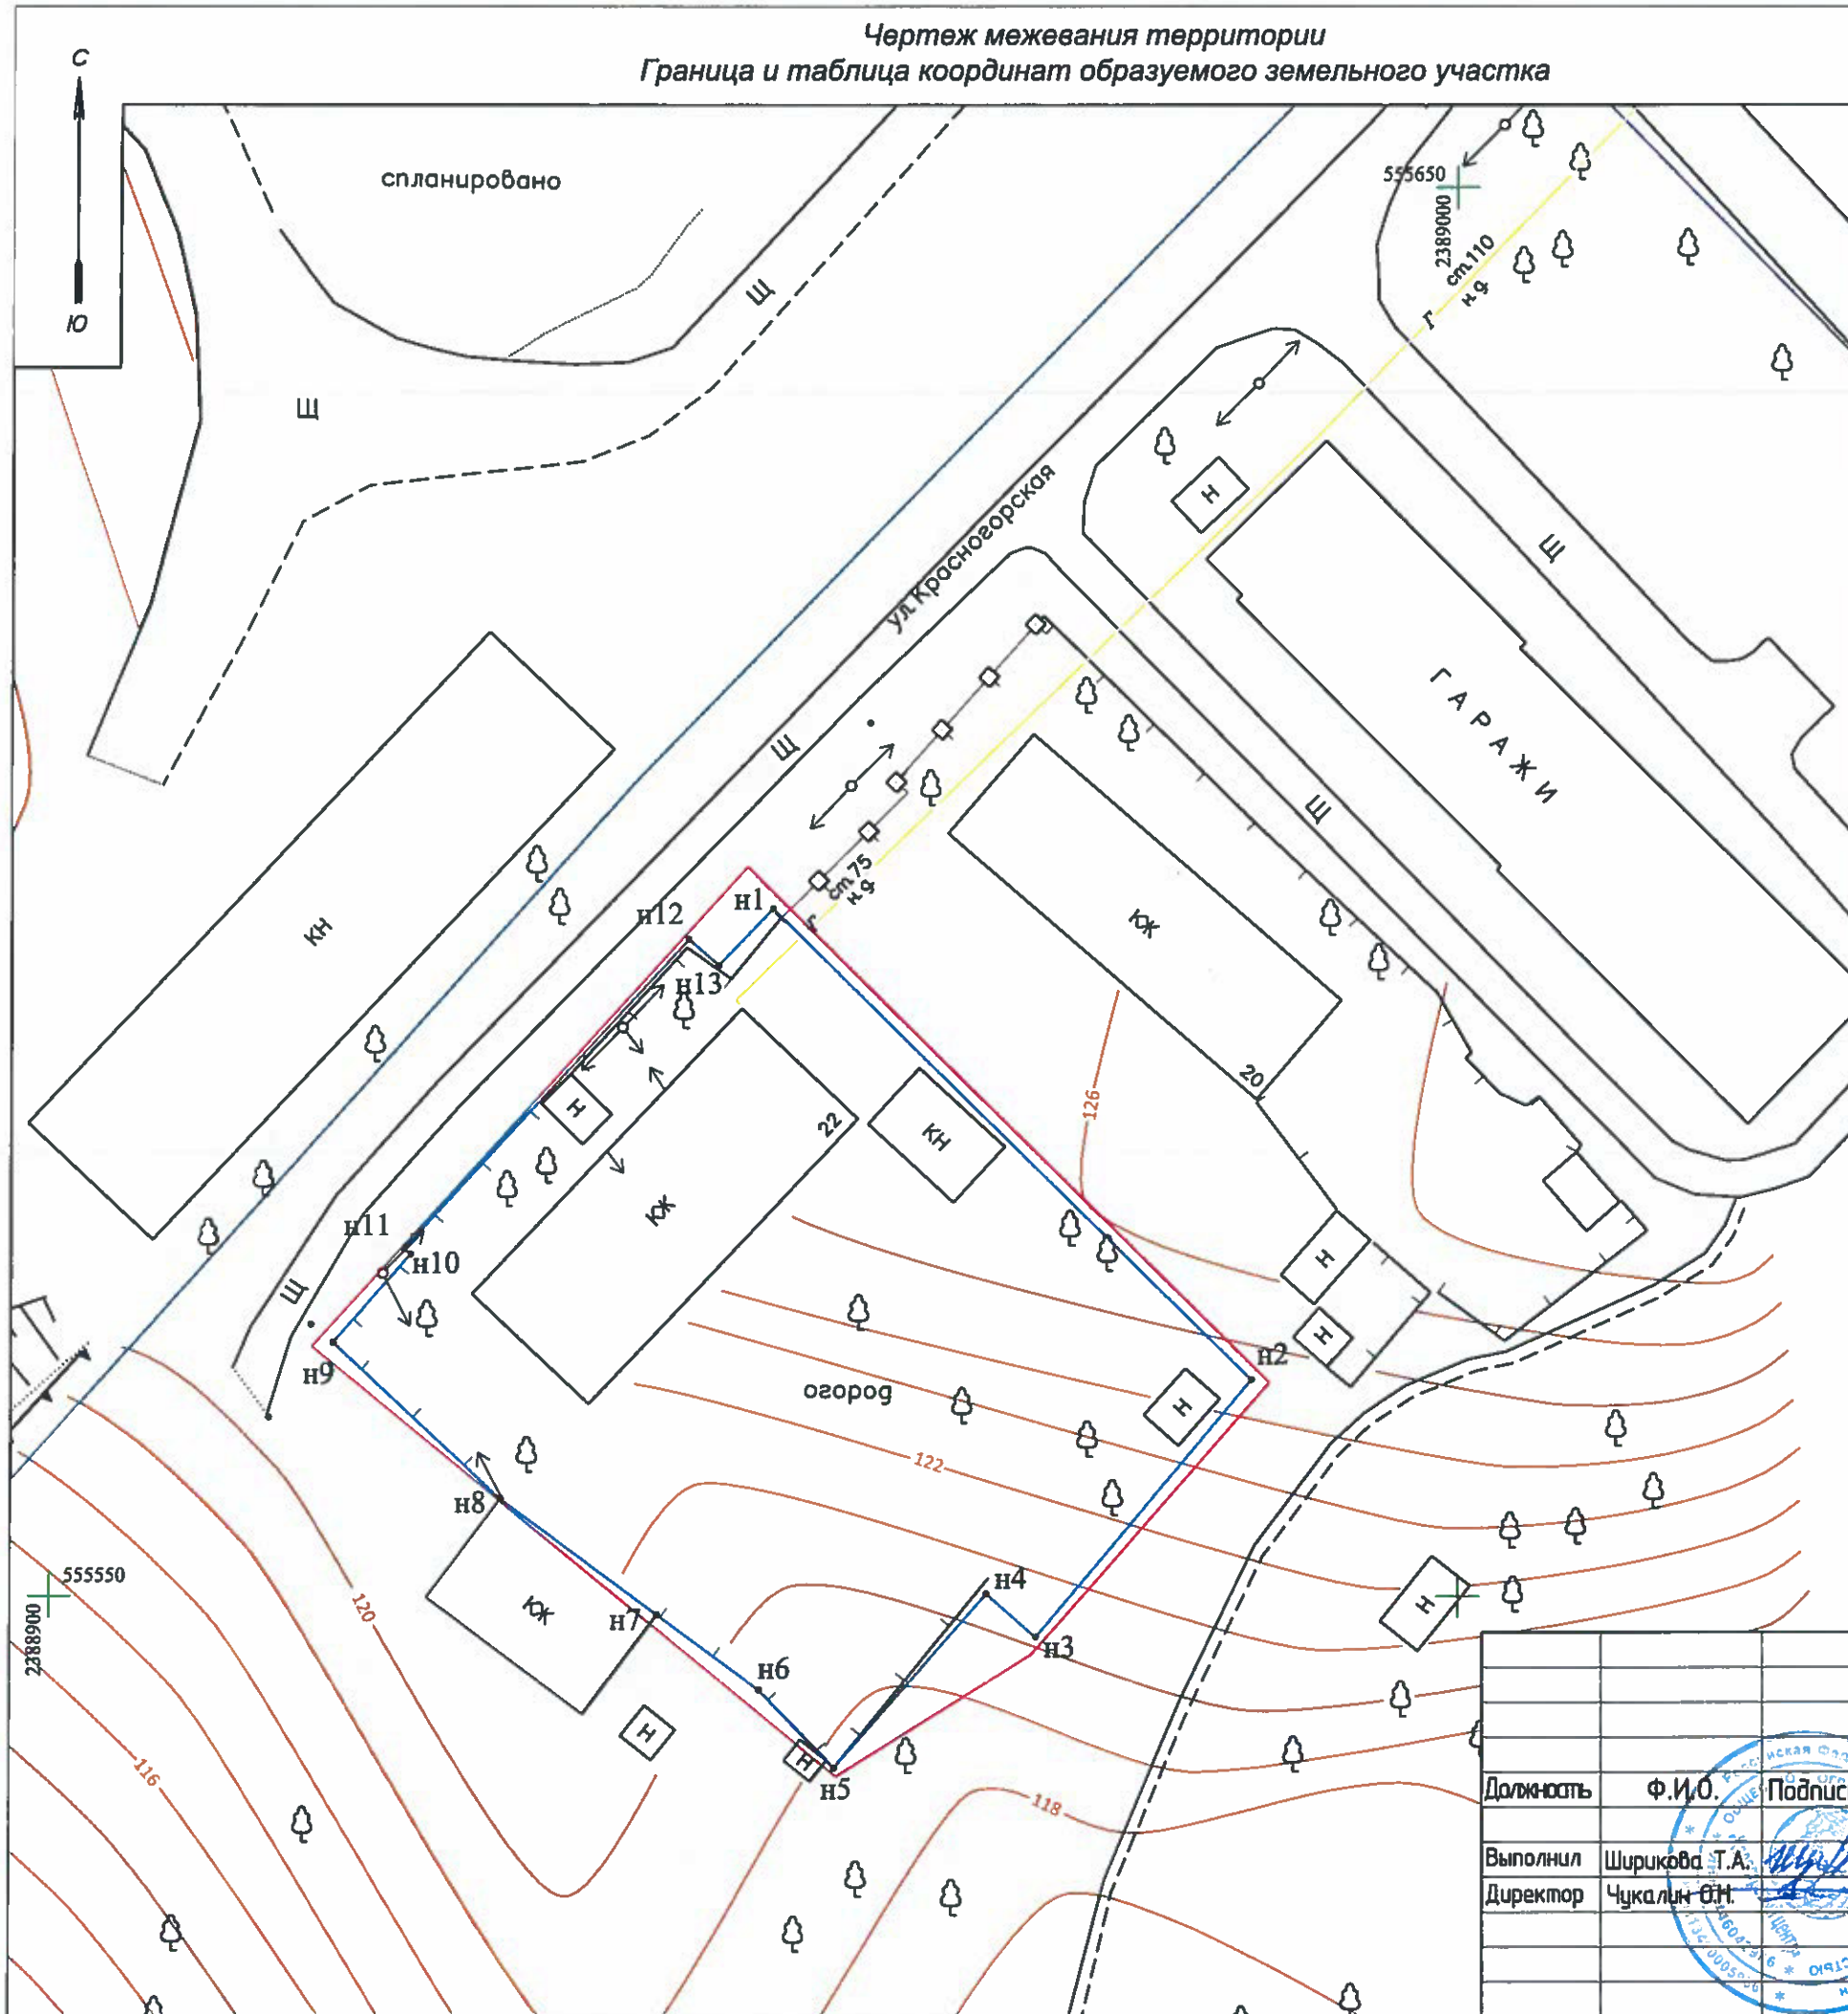 Чертеж межевания территории
Граница и таблица координат образуемого земельного участка
С
Ю
спланировано
555650
2389000
ст.110
н.д
Г
Щ
Щ
Н
ул Красногорская
Щ
ГАРАЖИ
Щ
Щ
КН
ст.75
н.д
Г
н12
н1
н13
КЖ
20
126
Н
22
КН
КЖ
н11
н10
Щ
Н
Н
н9
н2
огород
Н
122
н8
555550
2388900
120
КЖ
н7
н4
Н
н3
н6
Н
Н
н5
116
118
Должность Ф.И.О. Подпис
Выполнил Ширикова Т.А.
Директор Чукалин О.Н.